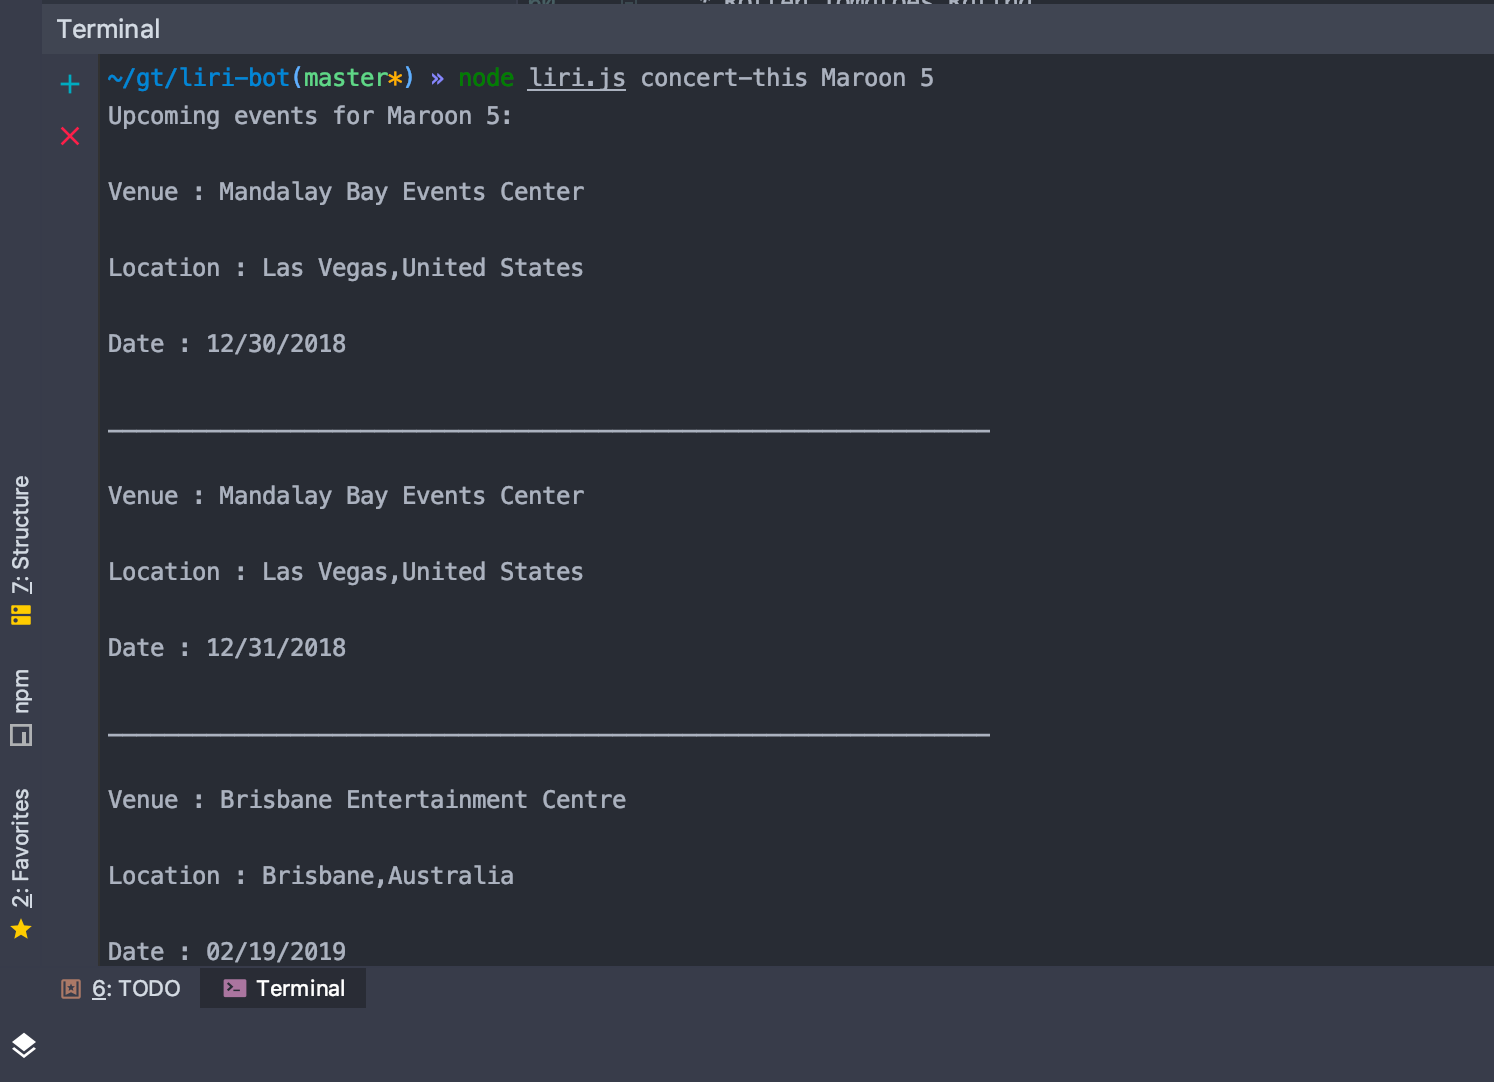 Rotten Tomatoes Rating
Terminal
~/gt/liri-bot(master*) » node liri.js concert-this Maroon 5
Upcoming events for Maroon 5:
Venue : Mandalay Bay Events Center
Location : Las Vegas,United States
Date : 12/30/2018
Venue : Mandalay Bay Events Center
Location : Las Vegas,United States
Date : 12/31/2018
Venue : Brisbane Entertainment Centre
Location : Brisbane,Australia
Date : 02/19/2019
7: Structure
npm
2: Favorites
6: TODO
Terminal